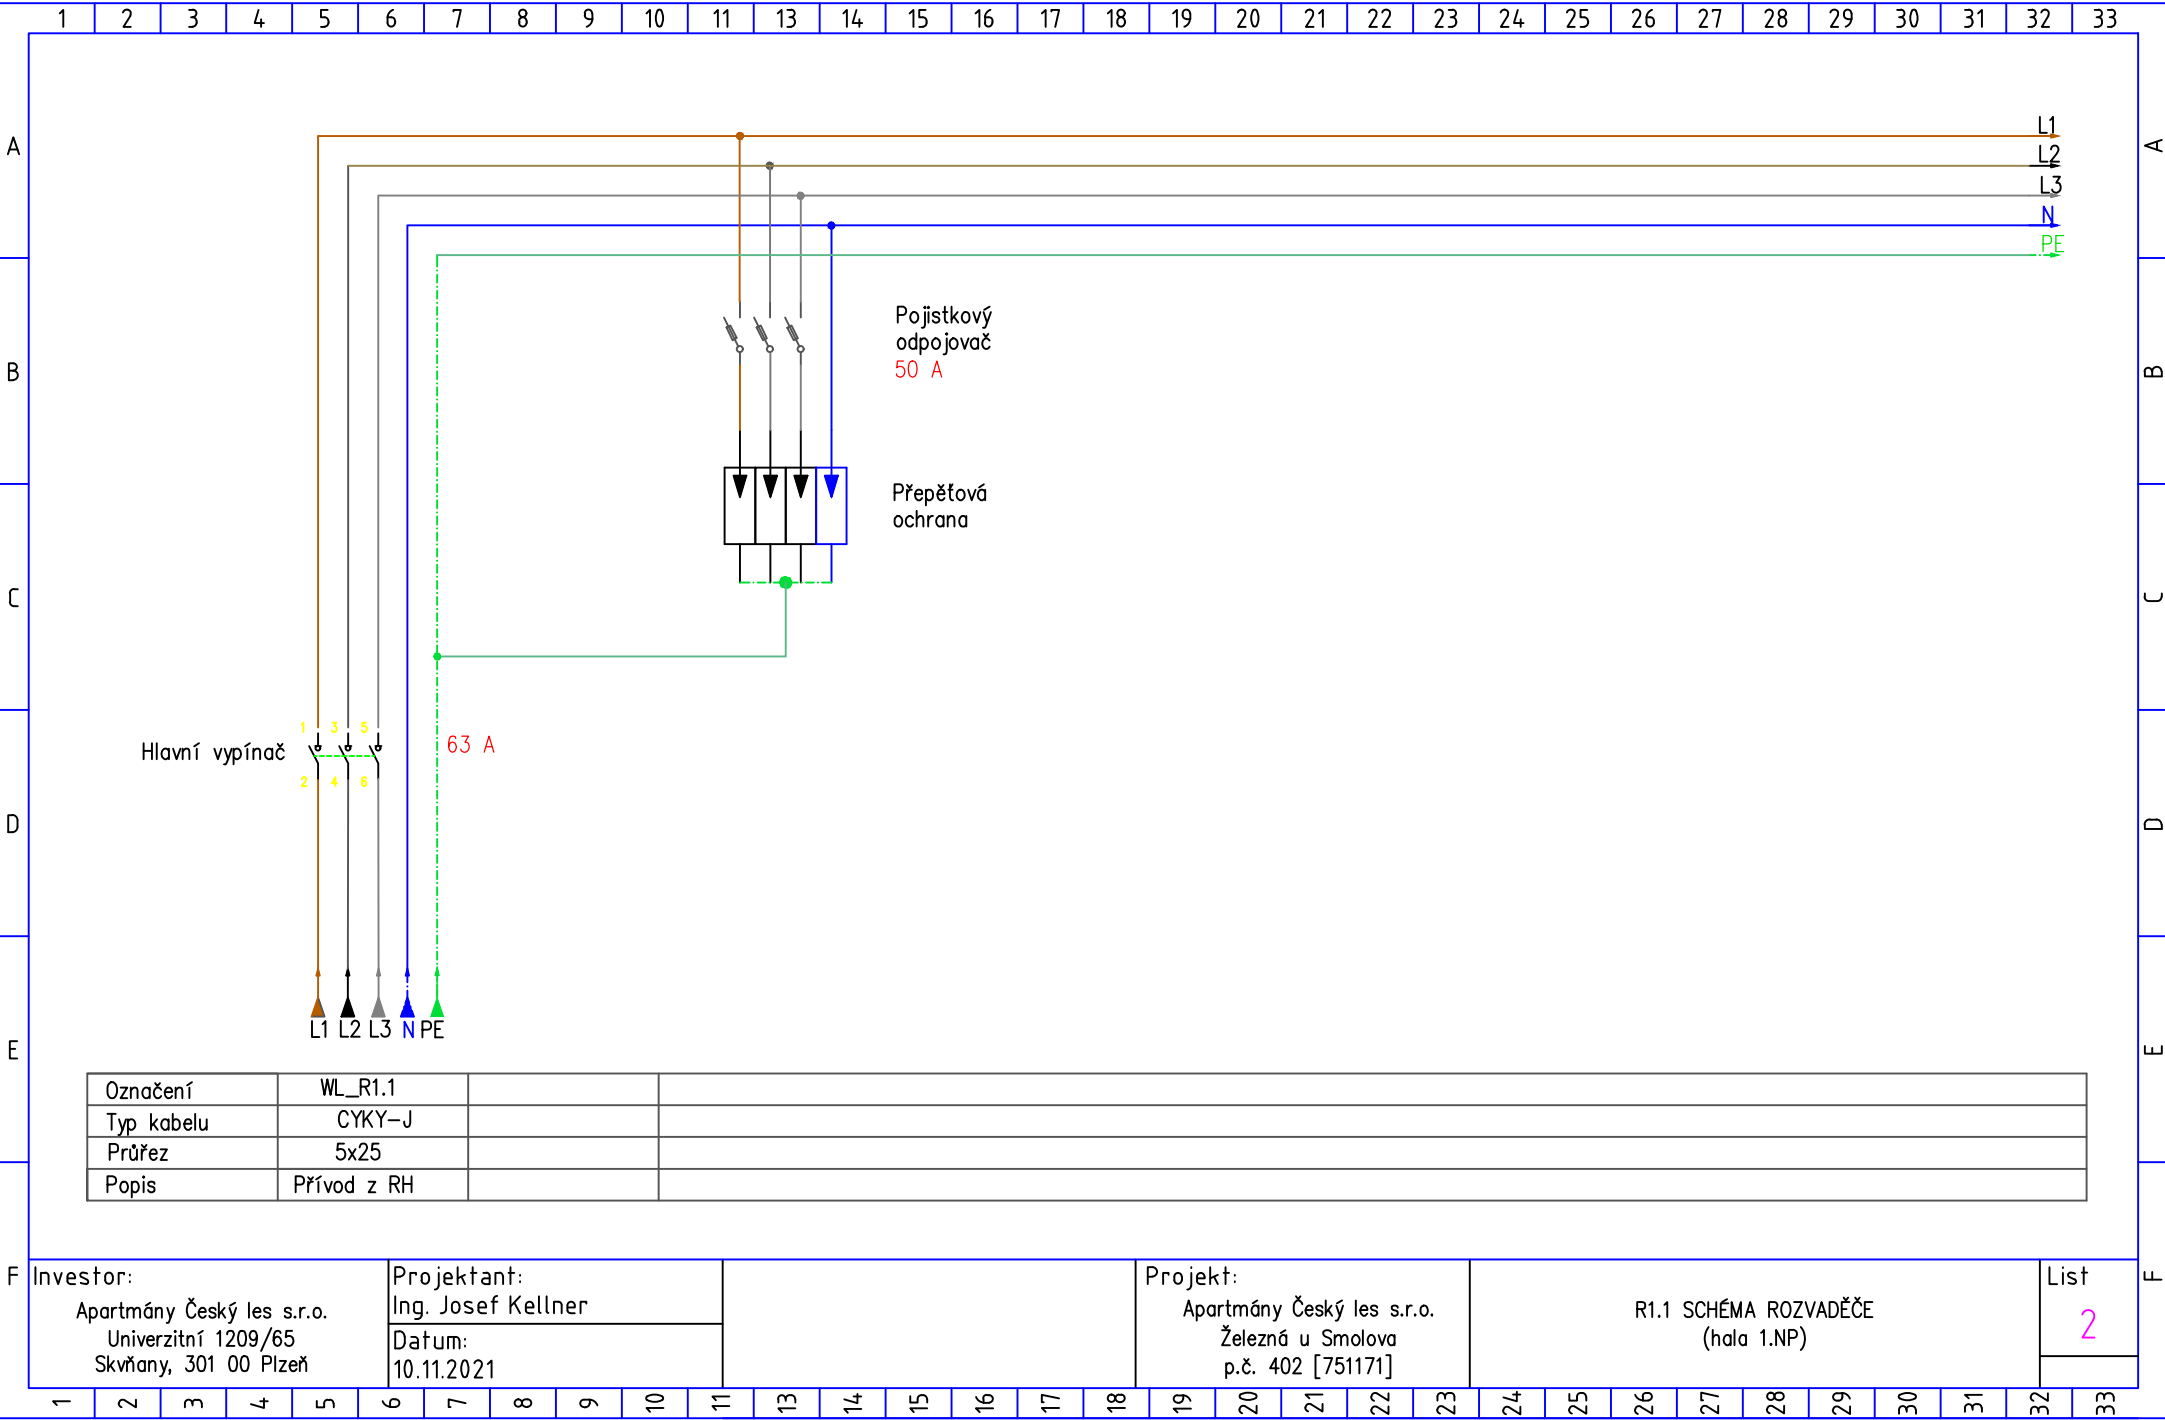 1 2 3 4 5 6 7 8 9 10 11 13 14 15 16 17 18 19 20 21 22 23 24 25 26 27 28 29 30 31 32 33
L1
A A
L2
L3
N
PE
Pojistkový
odpojovač
50 A
B B
Přepěťová
ochrana
C C
1 3 5
Hlavní vypínač
63 A
2 4 6
D D
L1 L2 L3 N PE
E E
Označení WL_R1.1
Typ kabelu CYKY-J
Průřez 5x25
Popis Přívod z RH
F F
Investor:
Apartmány Český les s.r.o.
Univerzitní 1209/65
Skvňany, 301 00 Plzeň
Projektant:
Ing. Josef Kellner
Datum:
10.11.2021
Projekt:
Apartmány Český les s.r.o.
Železná u Smolova
p.č. 402 [751171]
R1.1 SCHÉMA ROZVADĚČE
(hala 1.NP)
List
2
1 2 3 4 5 6 7 8 9 10 11 13 14 15 16 17 18 19 20 21 22 23 24 25 26 27 28 29 30 31 32 33